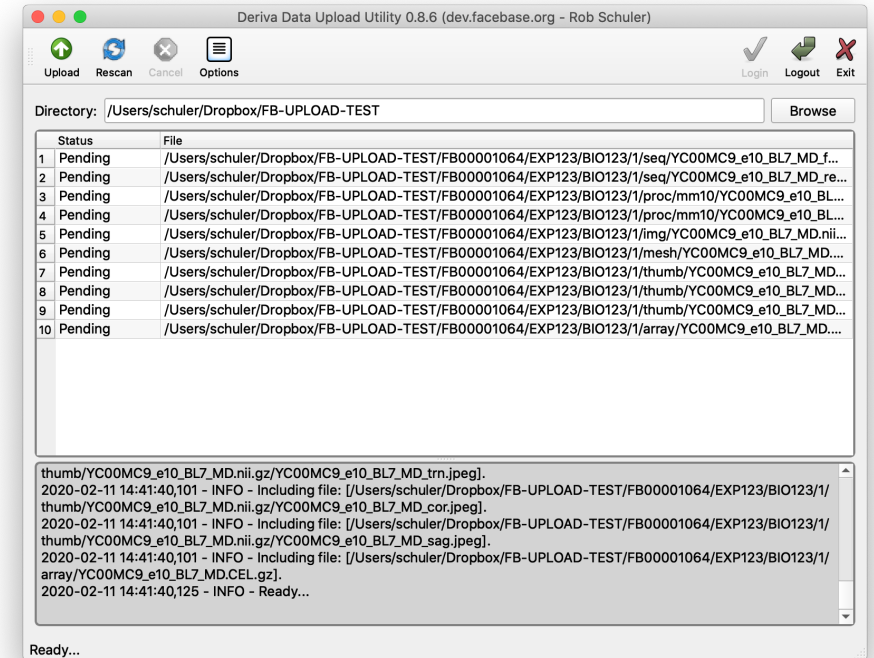 Deriva Data Upload Utility 0.8.6 (dev.facebase.org - Rob Schuler)
Upload Rescan Cancel Options Login Logout Exit
Directory: /Users/schuler/Dropbox/FB-UPLOAD-TEST Browse
Status File
1 Pending /Users/schuler/Dropbox/FB-UPLOAD-TEST/FB00001064/EXP123/BIO123/1/seq/YC00MC9_e10_BL7_MD_f...
2 Pending /Users/schuler/Dropbox/FB-UPLOAD-TEST/FB00001064/EXP123/BIO123/1/seq/YC00MC9_e10_BL7_MD_re...
3 Pending /Users/schuler/Dropbox/FB-UPLOAD-TEST/FB00001064/EXP123/BIO123/1/proc/mm10/YC00MC9_e10_BL...
4 Pending /Users/schuler/Dropbox/FB-UPLOAD-TEST/FB00001064/EXP123/BIO123/1/proc/mm10/YC00MC9_e10_BL...
5 Pending /Users/schuler/Dropbox/FB-UPLOAD-TEST/FB00001064/EXP123/BIO123/1/img/YC00MC9_e10_BL7_MD.nii...
6 Pending /Users/schuler/Dropbox/FB-UPLOAD-TEST/FB00001064/EXP123/BIO123/1/mesh/YC00MC9_e10_BL7_MD....
7 Pending /Users/schuler/Dropbox/FB-UPLOAD-TEST/FB00001064/EXP123/BIO123/1/thumb/YC00MC9_e10_BL7_MD...
8 Pending /Users/schuler/Dropbox/FB-UPLOAD-TEST/FB00001064/EXP123/BIO123/1/thumb/YC00MC9_e10_BL7_MD...
9 Pending /Users/schuler/Dropbox/FB-UPLOAD-TEST/FB00001064/EXP123/BIO123/1/thumb/YC00MC9_e10_BL7_MD...
10 Pending /Users/schuler/Dropbox/FB-UPLOAD-TEST/FB00001064/EXP123/BIO123/1/array/YC00MC9_e10_BL7_MD....
thumb/YC00MC9_e10_BL7_MD.nii.gz/YC00MC9_e10_BL7_MD_trn.jpeg].
2020-02-11 14:41:40,101 - INFO - Including file: [/Users/schuler/Dropbox/FB-UPLOAD-TEST/FB00001064/EXP123/BIO123/1/
thumb/YC00MC9_e10_BL7_MD.nii.gz/YC00MC9_e10_BL7_MD_cor.jpeg].
2020-02-11 14:41:40,101 - INFO - Including file: [/Users/schuler/Dropbox/FB-UPLOAD-TEST/FB00001064/EXP123/BIO123/1/
thumb/YC00MC9_e10_BL7_MD.nii.gz/YC00MC9_e10_BL7_MD_sag.jpeg].
2020-02-11 14:41:40,101 - INFO - Including file: [/Users/schuler/Dropbox/FB-UPLOAD-TEST/FB00001064/EXP123/BIO123/1/
array/YC00MC9_e10_BL7_MD.CEL.gz].
2020-02-11 14:41:40,125 - INFO - Ready...
Ready...